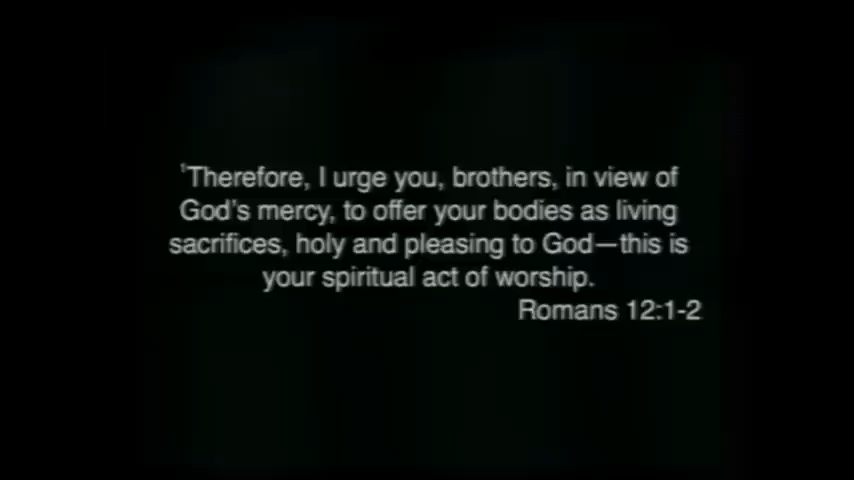 ¹Therefore, I urge you, brothers, in view of
God's mercy, to offer your bodies as living
sacrifices, holy and pleasing to God—this is
your spiritual act of worship.
Romans 12:1-2